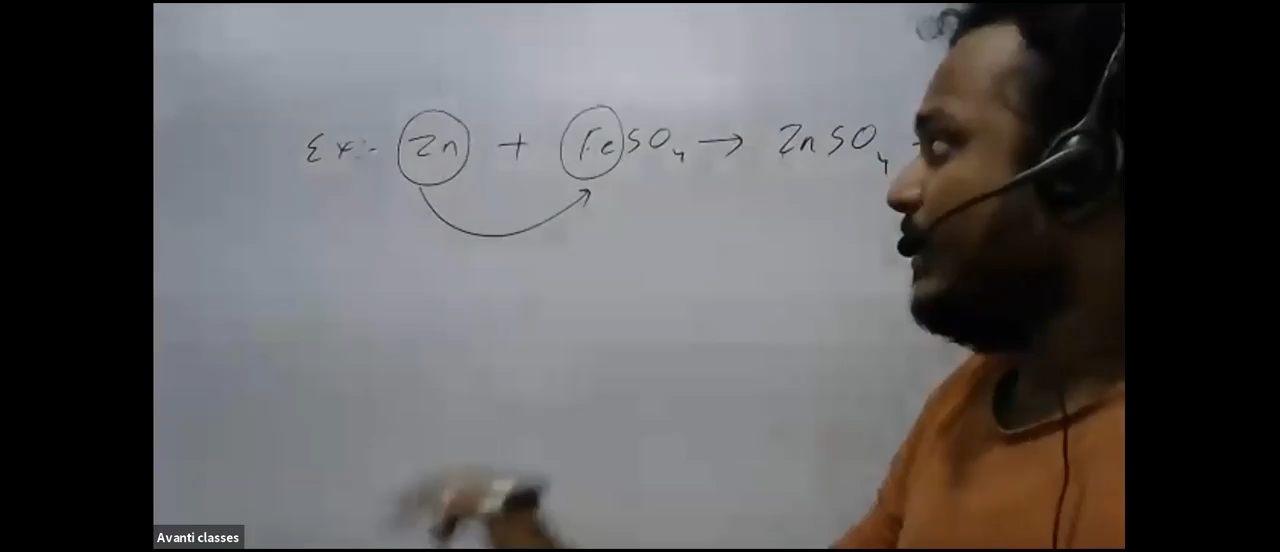 Ex:- Zn + FeSO₄ → ZnSO₄
Avanti classes